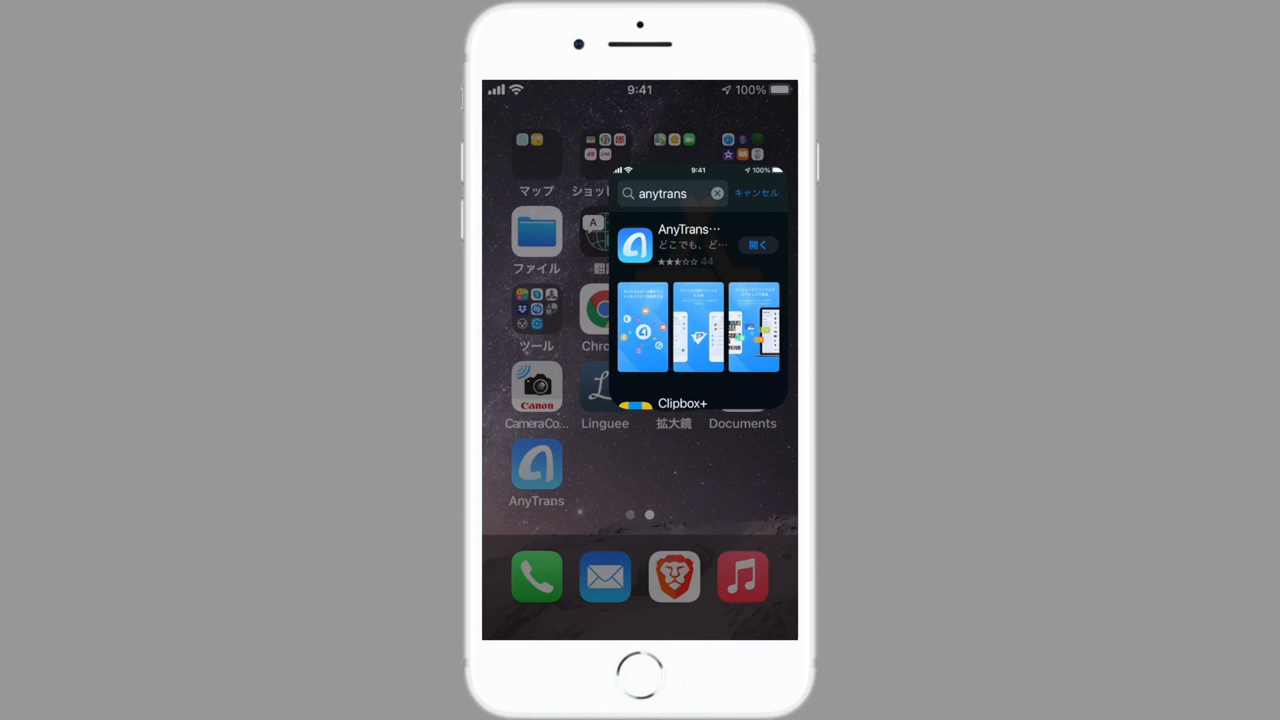 9:41
100%
マップ
ショッ
9:41
100%
anytrans
キャンセル
AnyTrans…
どこでも、ど…
開く
44
ファイル
翻
A
ツール
Chro
Clipbox+
Canon
CameraCo...
Linguee
拡大鏡
Documents
AnyTrans